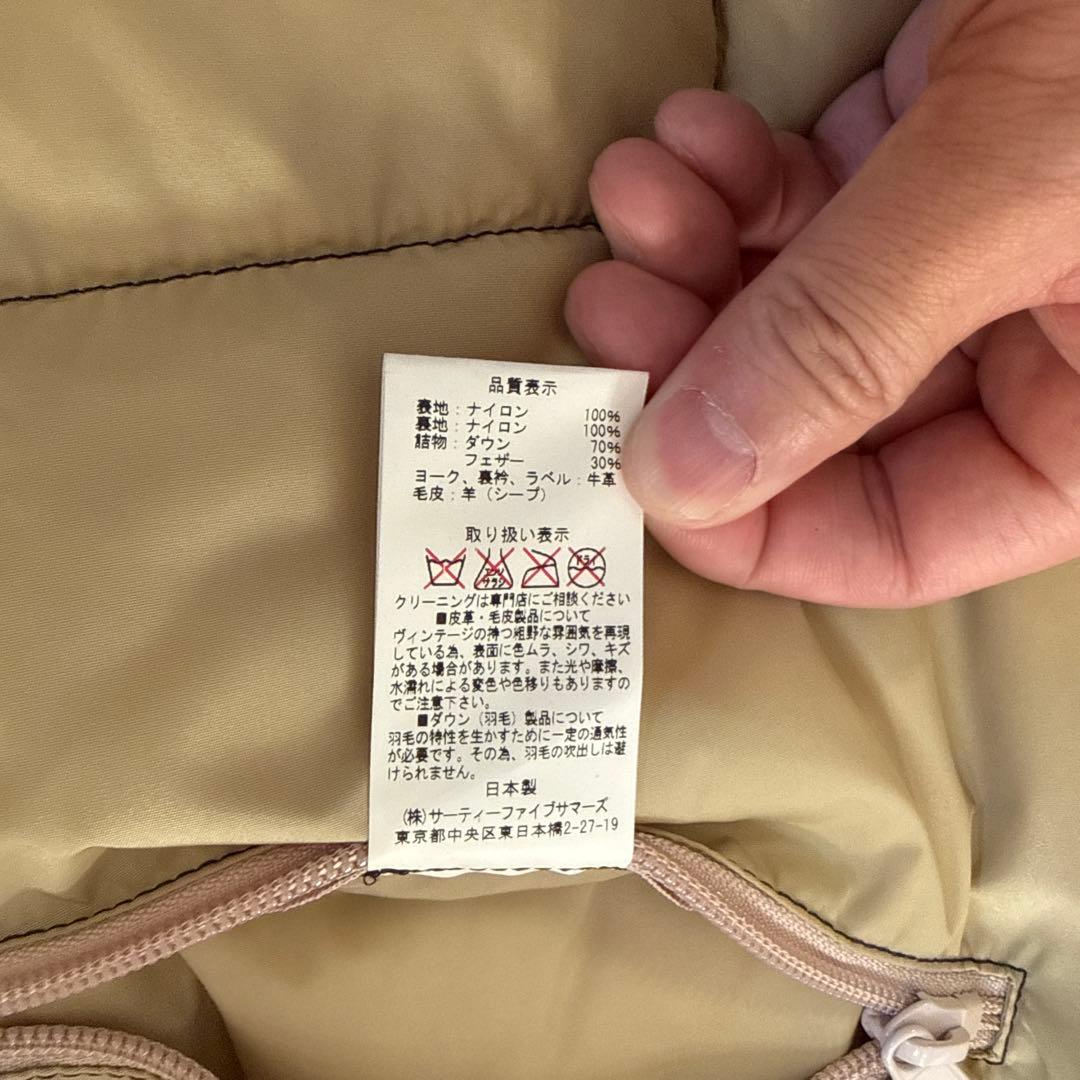 品質表示
表地：ナイロン 100%
裏地：ナイロン 100%
詰物：ダウン 70%
フェザー 30%
ヨーク、裏衿、ラベル：牛革
毛皮：羊（シープ）
取り扱い表示
エンソ サラシ ドライ
クリーニングは専門店にご相談ください
■皮革・毛皮製品について
ヴィンテージの持つ粗野な雰囲気を再現
している為、表面に色ムラ、シワ、キズ
がある場合があります。また光や摩擦、
水濡れによる変色や色移りもありますの
でご注意下さい。
■ダウン（羽毛）製品について
羽毛の特性を生かすために一定の通気性
が必要です。その為、羽毛の吹出しは避
けられません。
日本製
（株）サーティーファイブサマーズ
東京都中央区東日本橋2-27-19